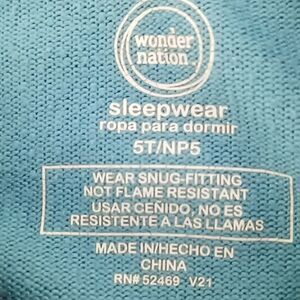 wonder
nation
sleepwear
ropa para dormir
5T/NP5
WEAR SNUG-FITTING
NOT FLAME RESISTANT
USAR CEÑIDO, NO ES
RESISTENTE A LAS LLAMAS
MADE IN/HECHO EN
CHINA
RN# 52469 V21